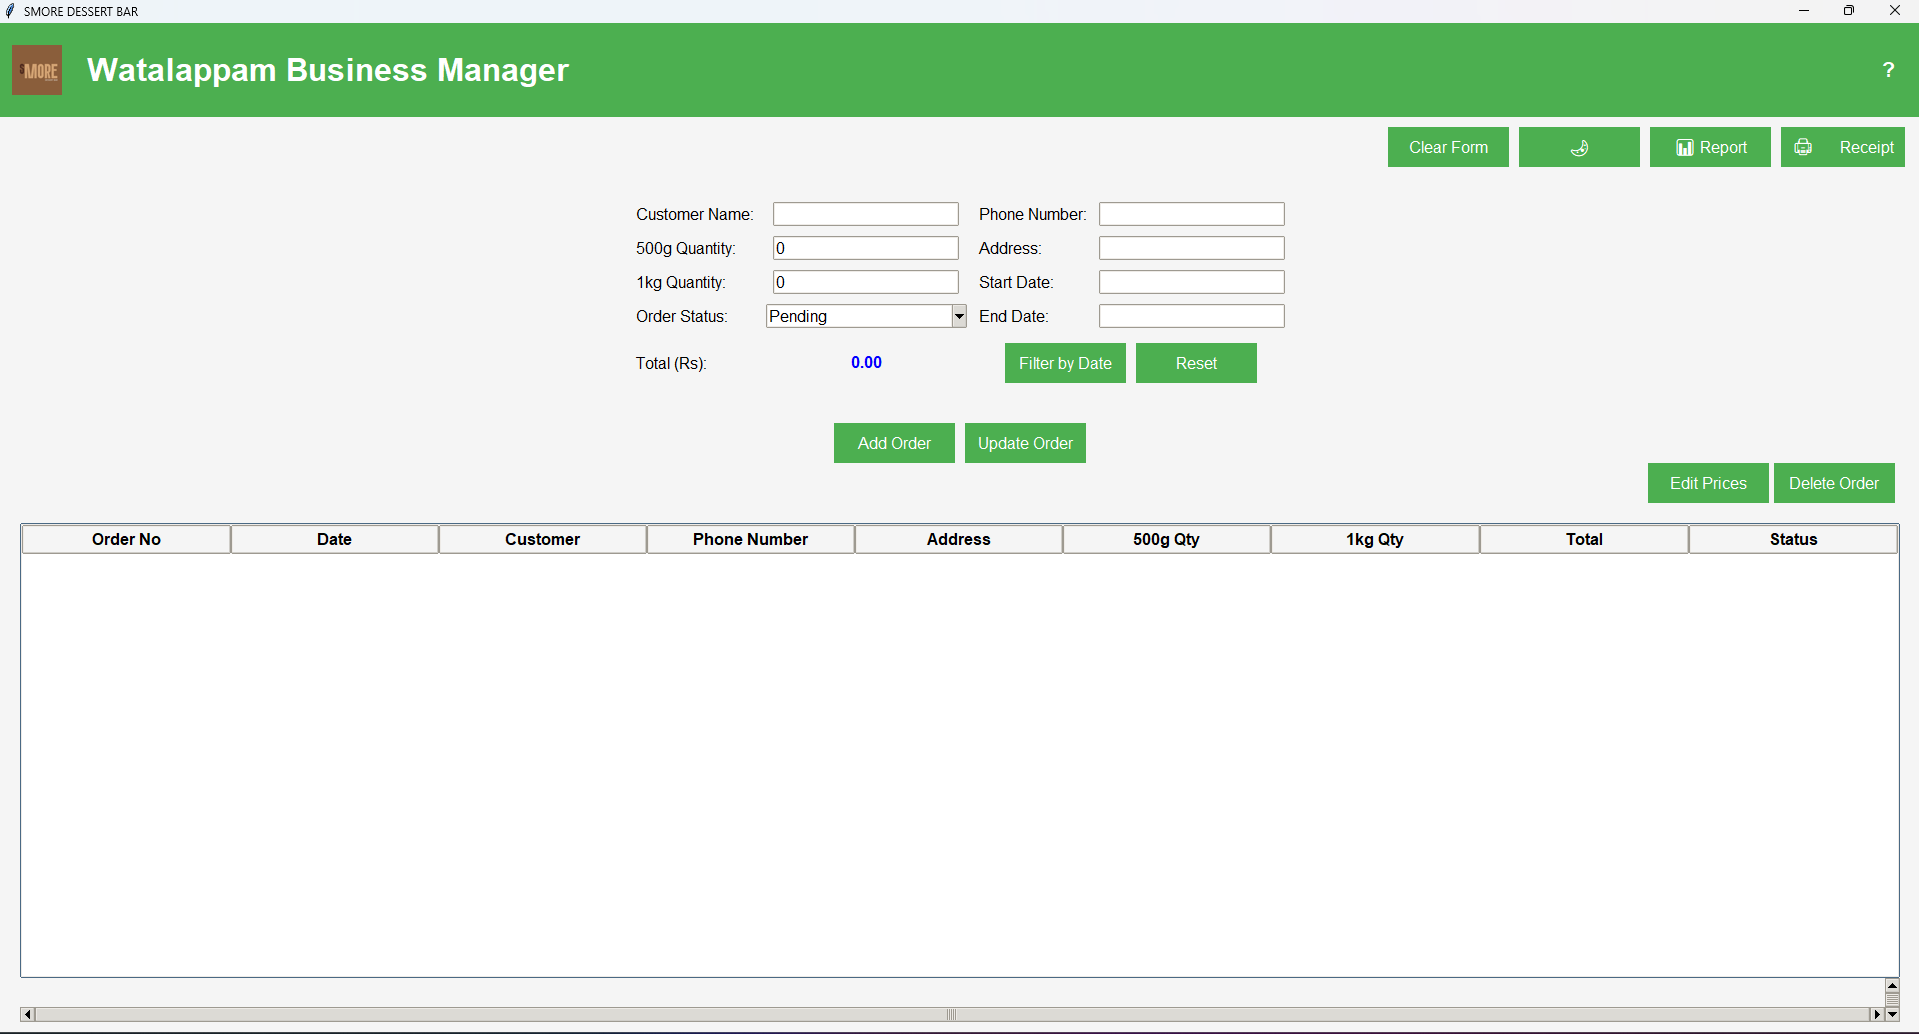 SMORE DESSERT BAR
SMORE
Watalappam Business Manager
?
Clear Form
Report
Receipt
Customer Name:
Phone Number:
500g Quantity: 0
Address:
1kg Quantity: 0
Start Date:
Order Status: Pending
End Date:
Total (Rs): 0.00
Filter by Date
Reset
Add Order
Update Order
Edit Prices
Delete Order
Order No Date Customer Phone Number Address 500g Qty 1kg Qty Total Status